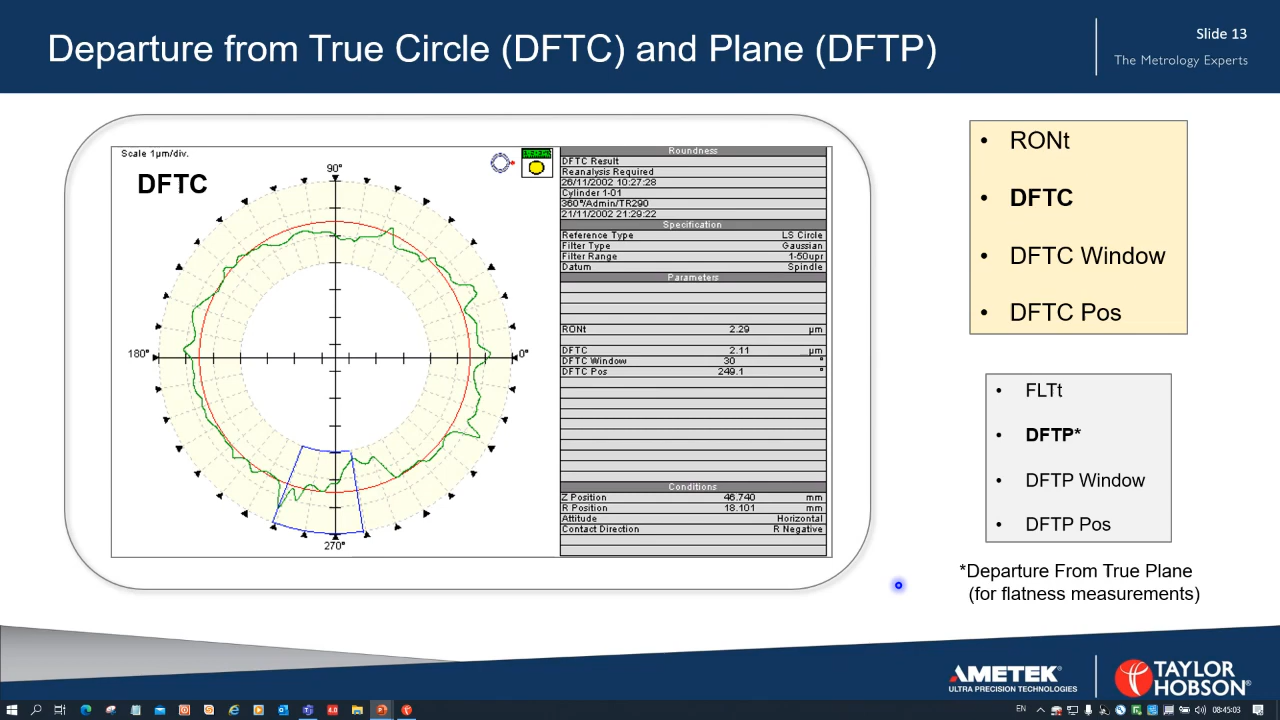 Departure from True Circle (DFTC) and Plane (DFTP)
Slide 13
The Metrology Experts
Scale 1µm/div.
DFTC
90°
180°
0°
270°
Roundness
DFTC Result
Reanalysis Required
26/11/2002 10:27:28
Cylinder 1-01
360°/Admin/TR290
21/11/2002 21:29:22
Specification
Reference Type LS Circle
Filter Type Gaussian
Filter Range 1-50upr
Datum Spindle
Parameters
RONt 2.29 µm
DFTC 2.11 µm
DFTC Window 30 °
DFTC Pos 249.1 °
Conditions
Z Position 46.740 mm
R Position 18.101 mm
Attitude Horizontal
Contact Direction R Negative
• RONt
• DFTC
• DFTC Window
• DFTC Pos
• FLTt
• DFTP*
• DFTP Window
• DFTP Pos
*Departure From True Plane
(for flatness measurements)
AMETEK®
ULTRA PRECISION TECHNOLOGIES
TAYLOR
HOBSON®
EN
08:45:03